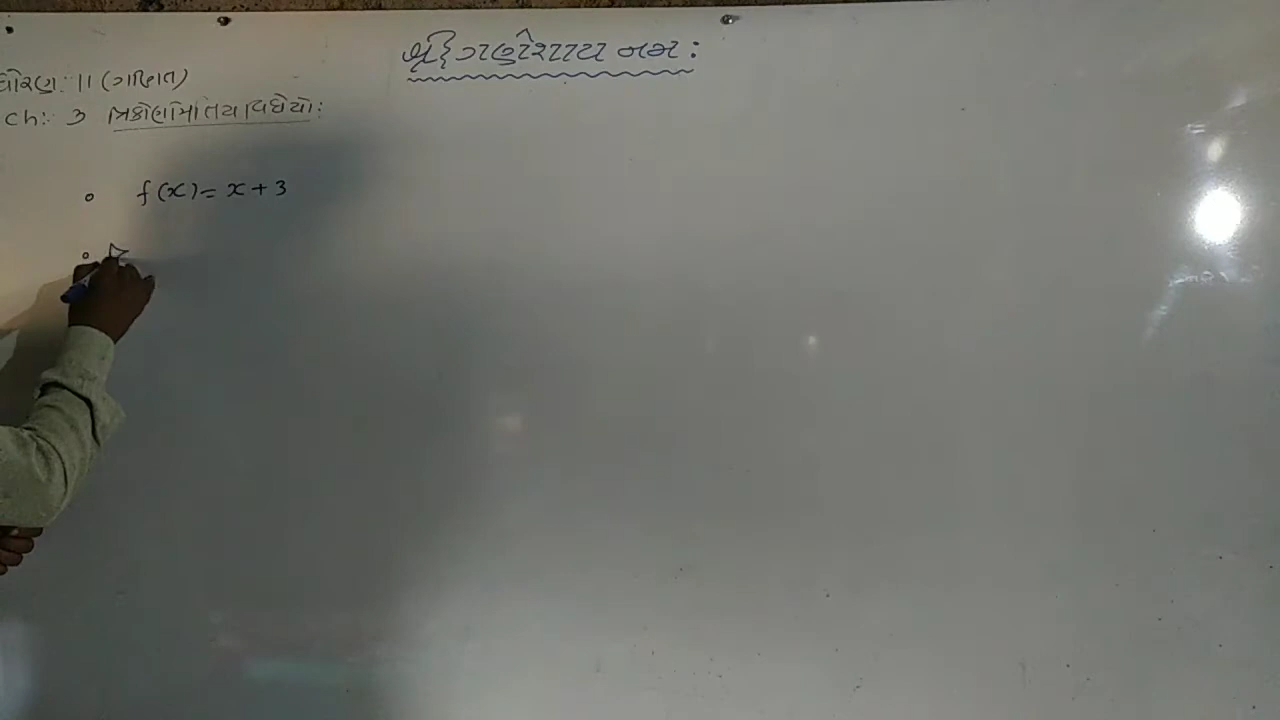 શ્રી ગણેશાય નમઃ
ધોરણ: 11 (ગણિત)
Ch: 3 ત્રિકોણમિતિય વિધેયો:
f(x) = x + 3